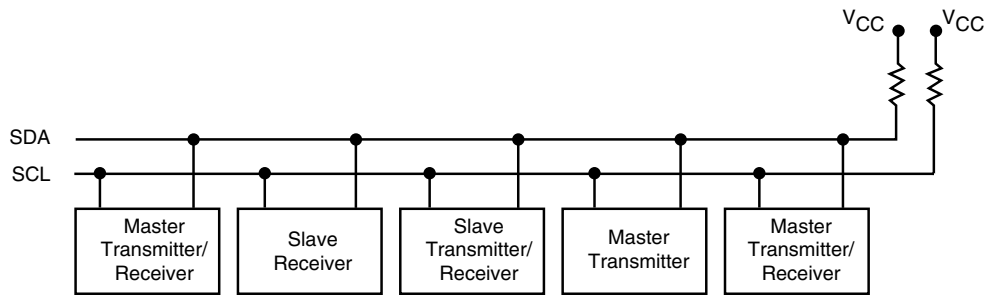 VCC
VCC
SDA
SCL
Master
Transmitter/
Receiver
Slave
Receiver
Slave
Transmitter/
Receiver
Master
Transmitter
Master
Transmitter/
Receiver